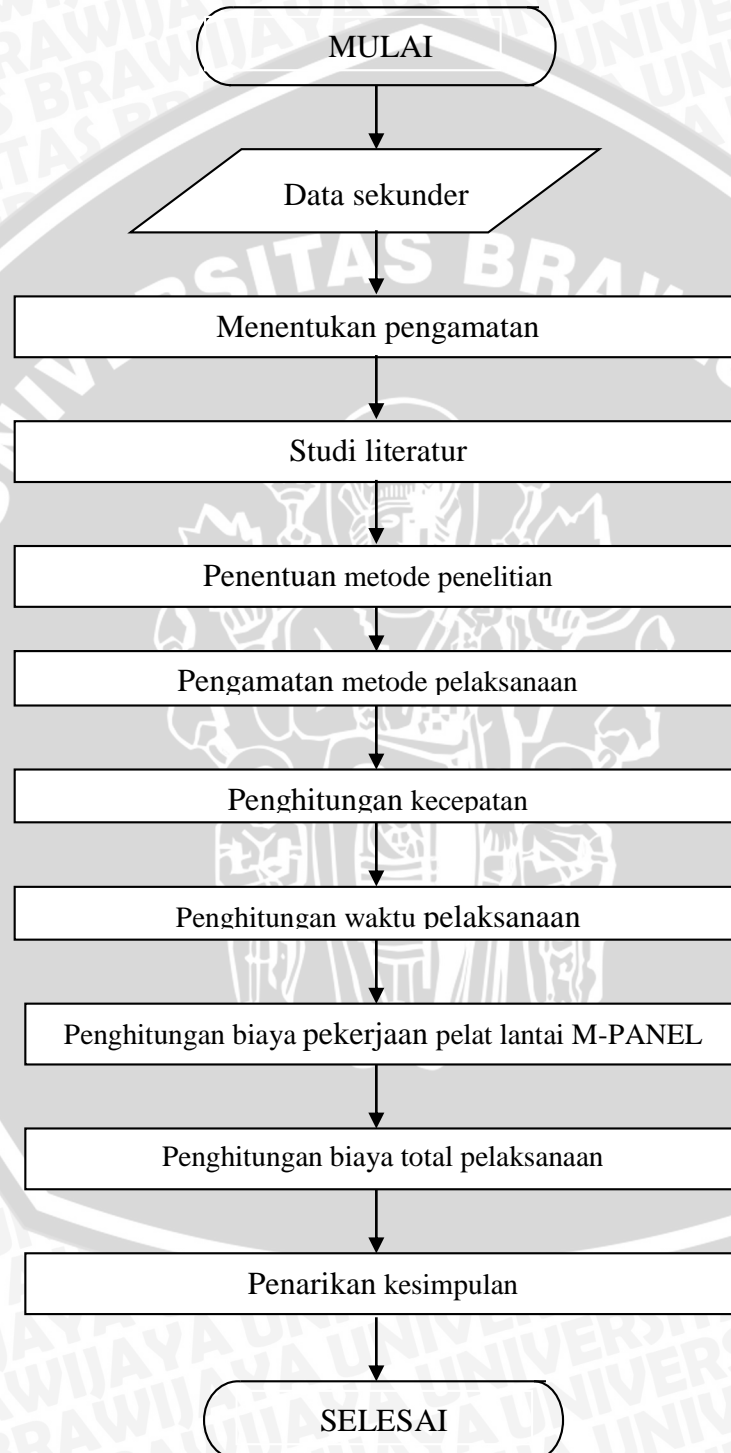 MULAI
Data sekunder
Menentukan pengamatan
Studi literatur
Penentuan metode penelitian
Pengamatan metode pelaksanaan
Penghitungan kecepatan
Penghitungan waktu pelaksanaan
Penghitungan biaya pekerjaan pelat lantai M-PANEL
Penghitungan biaya total pelaksanaan
Penarikan kesimpulan
SELESAI